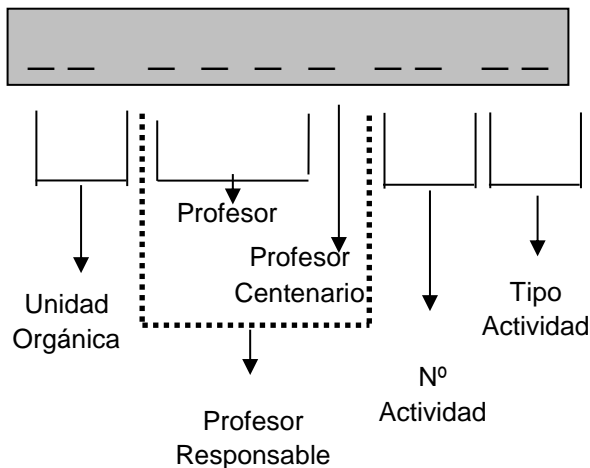 Profesor
Profesor
Centenario
Unidad
Orgánica
Tipo
Actividad
Nº
Actividad
Profesor
Responsable